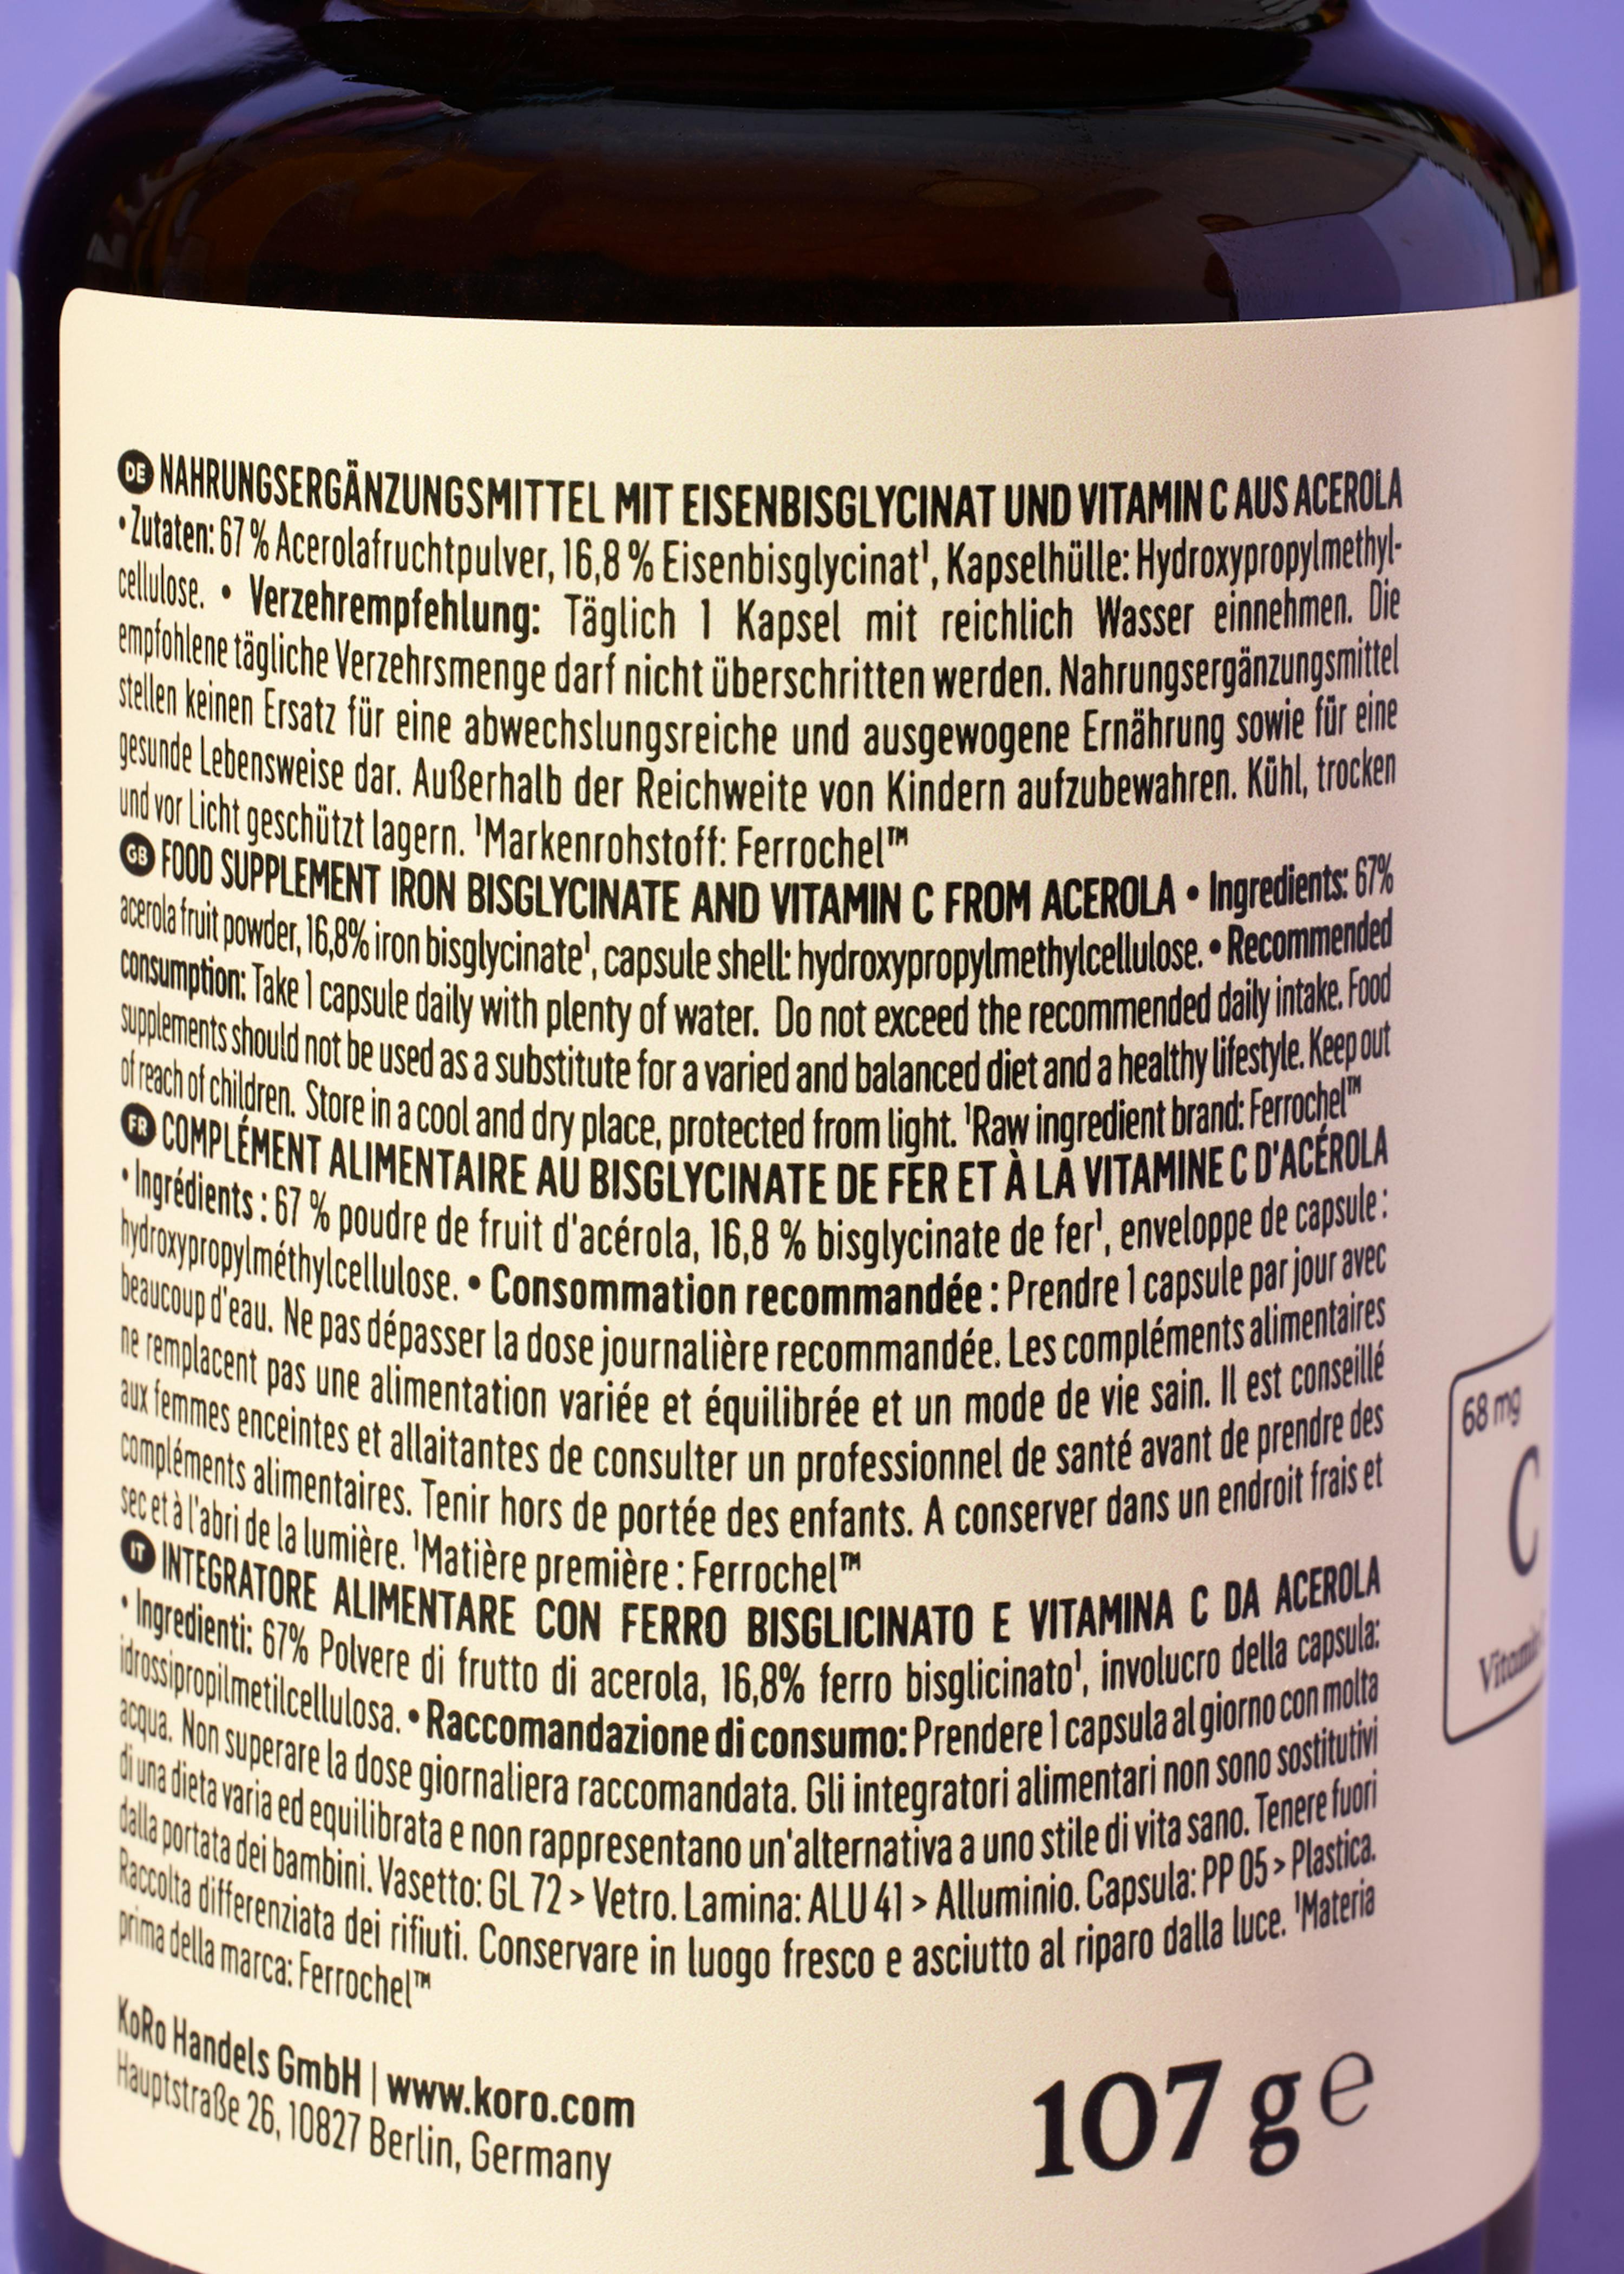 DE NAHRUNGSERGÄNZUNGSMITTEL MIT EISENBISGLYCINAT UND VITAMIN C AUS ACEROLA
• Zutaten: 67 % Acerolafruchtpulver, 16,8 % Eisenbisglycinat¹, Kapselhülle: Hydroxypropylmethyl-
cellulose. • Verzehrempfehlung: Täglich 1 Kapsel mit reichlich Wasser einnehmen. Die
empfohlene tägliche Verzehrsmenge darf nicht überschritten werden. Nahrungsergänzungsmittel
stellen keinen Ersatz für eine abwechslungsreiche und ausgewogene Ernährung sowie für eine
gesunde Lebensweise dar. Außerhalb der Reichweite von Kindern aufzubewahren. Kühl, trocken
und vor Licht geschützt lagern. ¹Markenrohstoff: Ferrochel™
GB FOOD SUPPLEMENT IRON BISGLYCINATE AND VITAMIN C FROM ACEROLA • Ingredients: 67%
acerola fruit powder, 16,8% iron bisglycinate¹, capsule shell: hydroxypropylmethylcellulose. • Recommended
consumption: Take 1 capsule daily with plenty of water. Do not exceed the recommended daily intake. Food
supplements should not be used as a substitute for a varied and balanced diet and a healthy lifestyle. Keep out
of reach of children. Store in a cool and dry place, protected from light. ¹Raw ingredient brand: Ferrochel™
FR COMPLÉMENT ALIMENTAIRE AU BISGLYCINATE DE FER ET À LA VITAMINE C D'ACÉROLA
• Ingrédients : 67 % poudre de fruit d'acérola, 16,8 % bisglycinate de fer¹, enveloppe de capsule :
hydroxypropylméthylcellulose. • Consommation recommandée : Prendre 1 capsule par jour avec
beaucoup d'eau. Ne pas dépasser la dose journalière recommandée. Les compléments alimentaires
ne remplacent pas une alimentation variée et équilibrée et un mode de vie sain. Il est conseillé
aux femmes enceintes et allaitantes de consulter un professionnel de santé avant de prendre des
compléments alimentaires. Tenir hors de portée des enfants. A conserver dans un endroit frais et
sec et à l'abri de la lumière. ¹Matière première : Ferrochel™
IT INTEGRATORE ALIMENTARE CON FERRO BISGLICINATO E VITAMINA C DA ACEROLA
• Ingredienti: 67% Polvere di frutto di acerola, 16,8% ferro bisglicinato¹, involucro della capsula:
idrossipropilmetilcellulosa. • Raccomandazione di consumo: Prendere 1 capsula al giorno con molta
acqua. Non superare la dose giornaliera raccomandata. Gli integratori alimentari non sono sostitutivi
di una dieta varia ed equilibrata e non rappresentano un'alternativa a uno stile di vita sano. Tenere fuori
dalla portata dei bambini. Vasetto: GL 72 > Vetro. Lamina: ALU 41 > Alluminio. Capsula: PP 05 > Plastica.
Raccolta differenziata dei rifiuti. Conservare in luogo fresco e asciutto al riparo dalla luce. ¹Materia
prima della marca: Ferrochel™
KoRo Handels GmbH | www.koro.com
Hauptstraße 26, 10827 Berlin, Germany
107 g e
68 mg
C